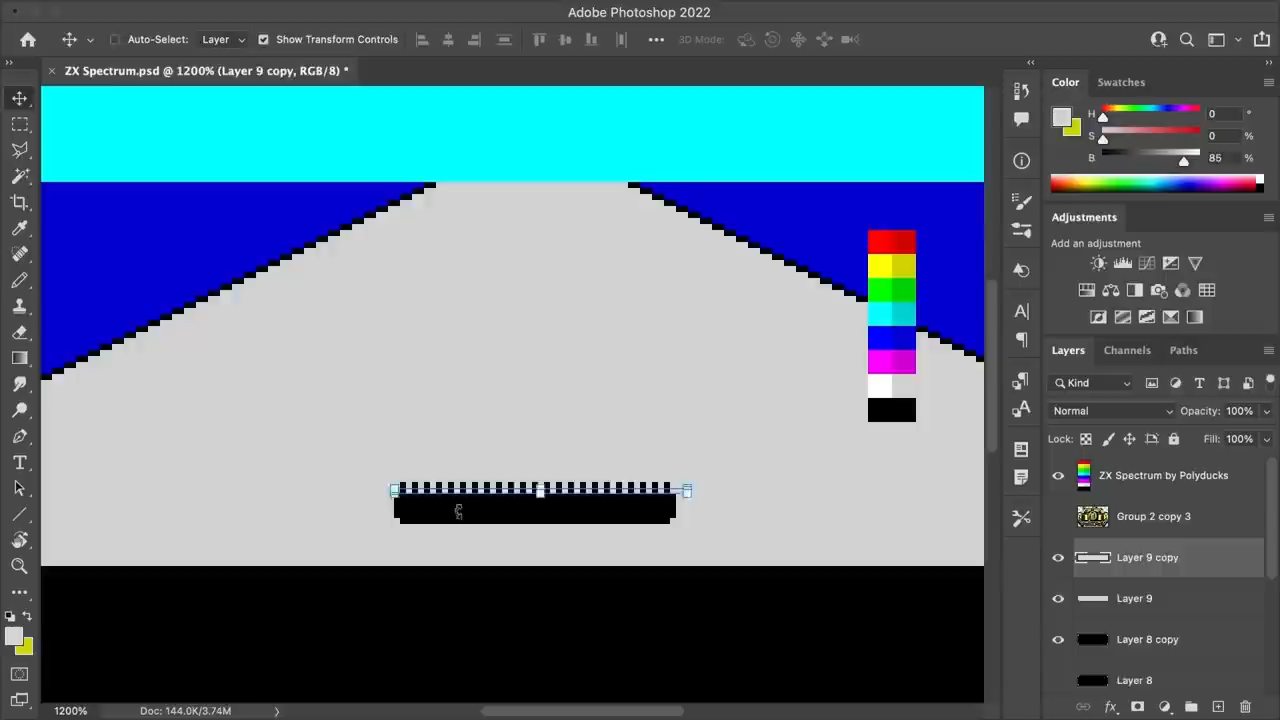 Adobe Photoshop 2022
Auto-Select: Layer Show Transform Controls 3D Mode:
ZX Spectrum.psd @ 1200% (Layer 9 copy, RGB/8) *
Color Swatches
H 0 °
S 0 %
B 85 %
Adjustments
Add an adjustment
Layers Channels Paths
Kind
Normal Opacity: 100%
Lock: Fill: 100%
ZX Spectrum by Polyducks
Group 2 copy 3
Layer 9 copy
Layer 9
Layer 8 copy
Layer 8
1200% Doc: 144.0K/3.74M